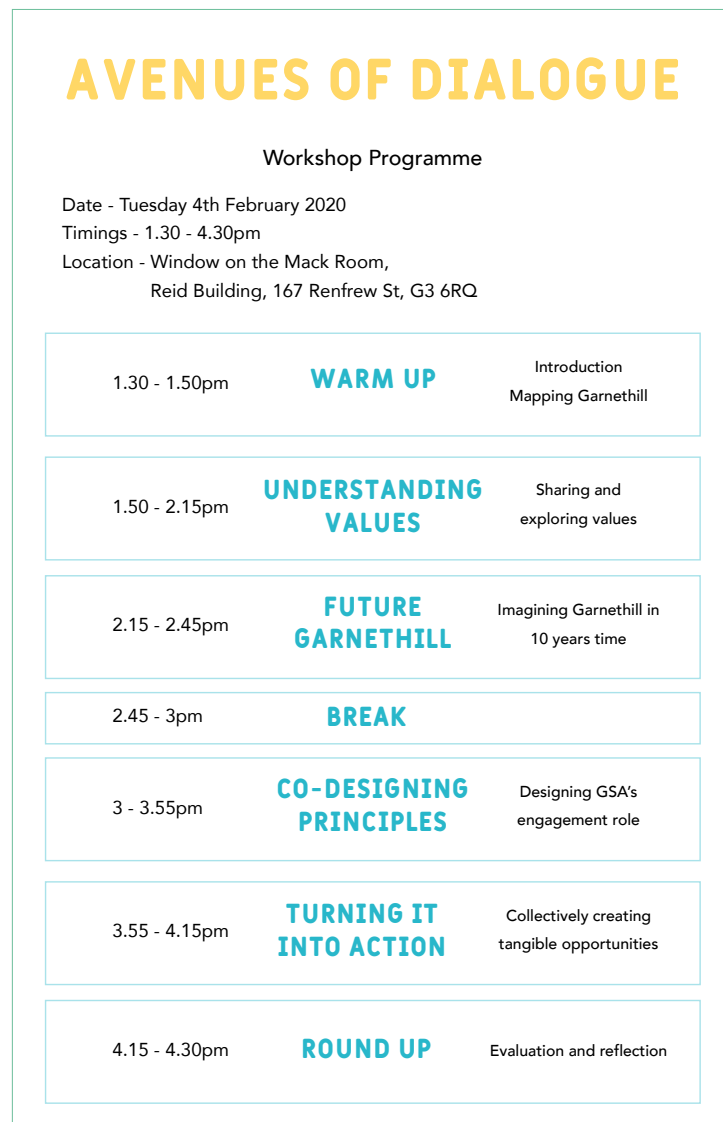 AVENUES OF DIALOGUE
Workshop Programme
Date - Tuesday 4th February 2020
Timings - 1.30 - 4.30pm
Location - Window on the Mack Room,
Reid Building, 167 Renfrew St, G3 6RQ
1.30 - 1.50pm
WARM UP
Introduction
Mapping Garnethill
1.50 - 2.15pm
UNDERSTANDING
VALUES
Sharing and
exploring values
2.15 - 2.45pm
FUTURE
GARNETHILL
Imagining Garnethill in
10 years time
2.45 - 3pm
BREAK
3 - 3.55pm
CO-DESIGNING
PRINCIPLES
Designing GSA’s
engagement role
3.55 - 4.15pm
TURNING IT
INTO ACTION
Collectively creating
tangible opportunities
4.15 - 4.30pm
ROUND UP
Evaluation and reflection